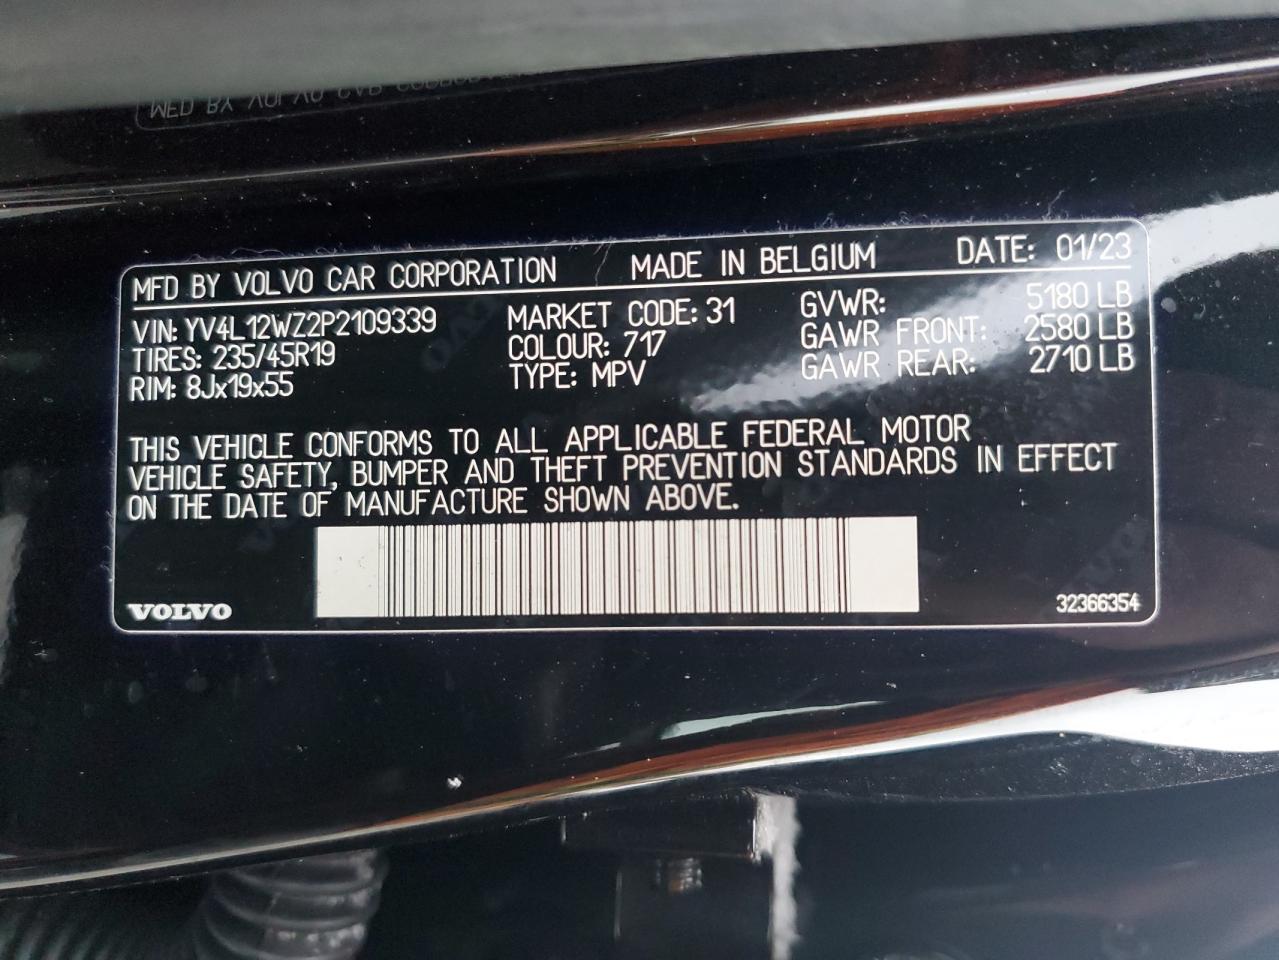 MFD BY VOLVO CAR CORPORATION MADE IN BELGIUM DATE: 01/23
VIN: YV4L12WZ2P2109339 MARKET CODE: 31 GVWR: 5180 LB
TIRES: 235/45R19 COLOUR: 717 GAWR FRONT: 2580 LB
RIM: 8Jx19x55 TYPE: MPV GAWR REAR: 2710 LB
THIS VEHICLE CONFORMS TO ALL APPLICABLE FEDERAL MOTOR
VEHICLE SAFETY, BUMPER AND THEFT PREVENTION STANDARDS IN EFFECT
ON THE DATE OF MANUFACTURE SHOWN ABOVE.
VOLVO 32366354